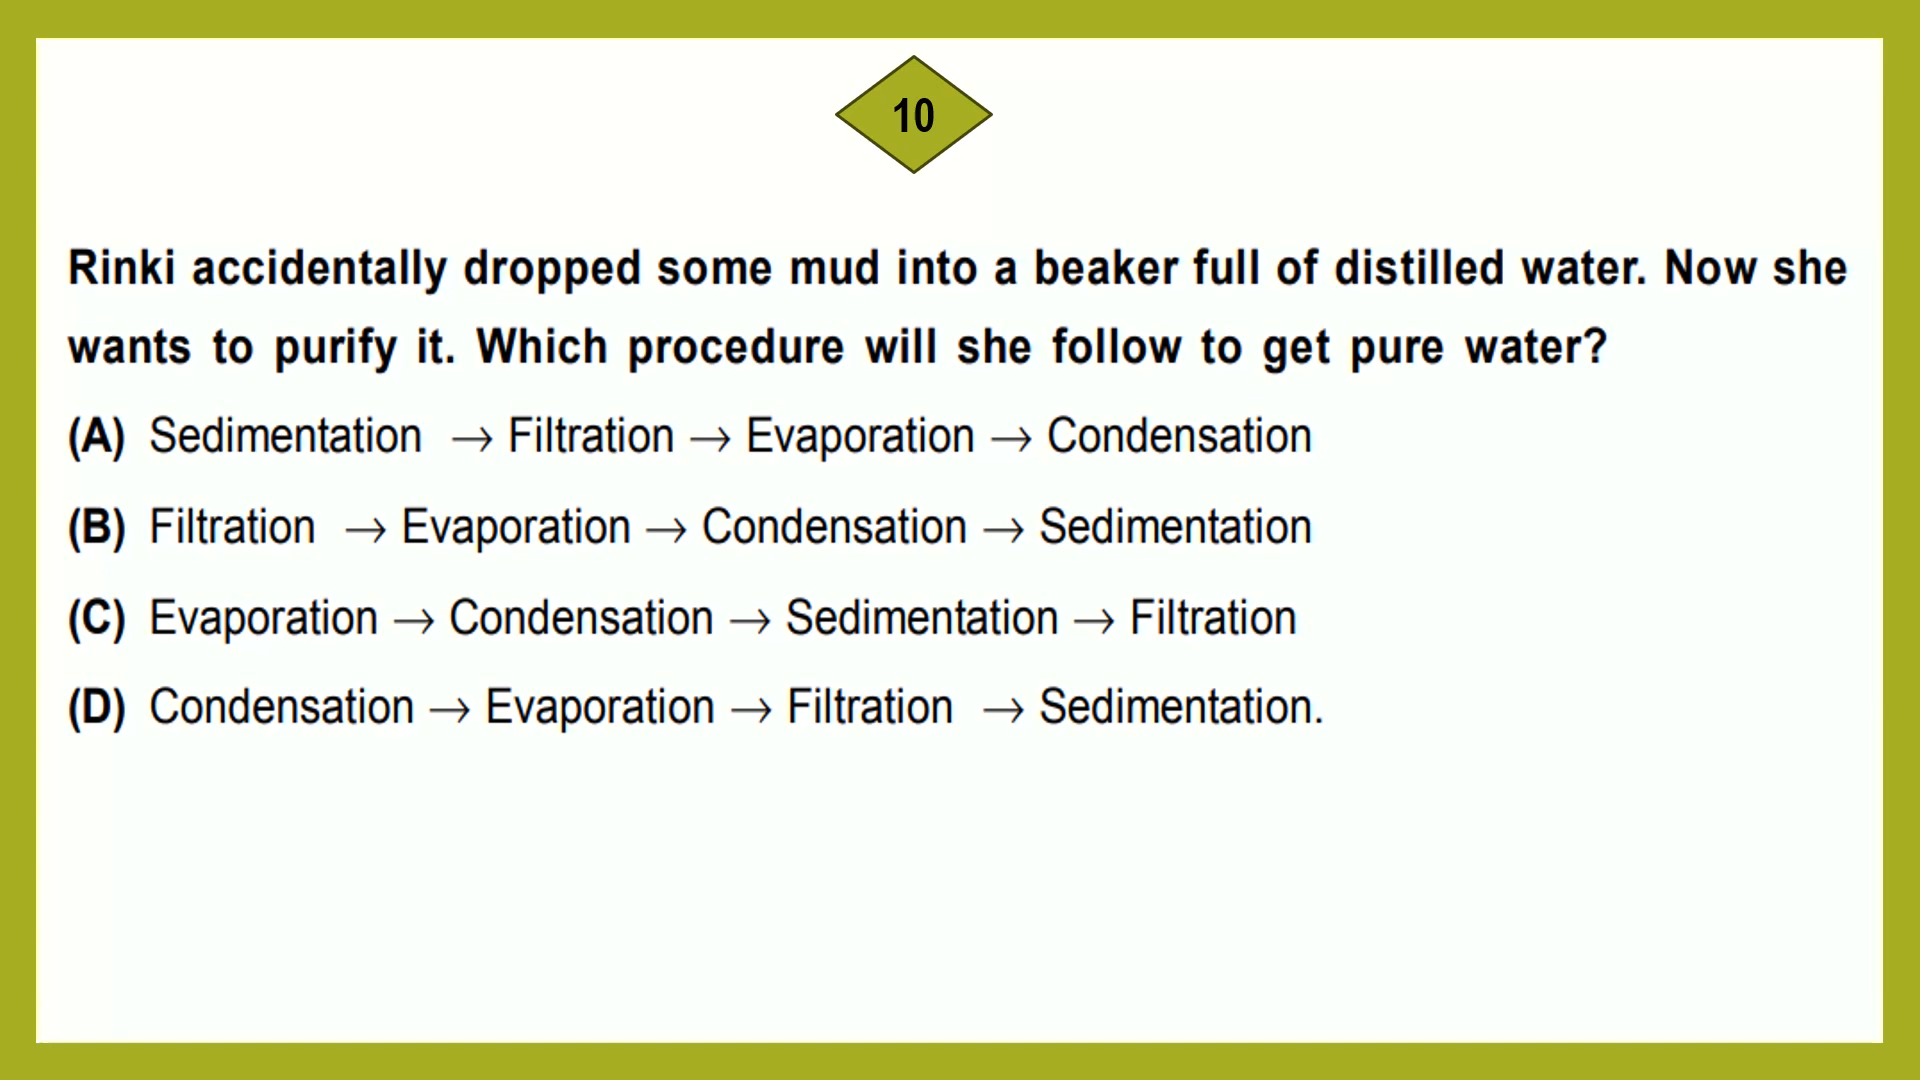 10
Rinki accidentally dropped some mud into a beaker full of distilled water. Now she
wants to purify it. Which procedure will she follow to get pure water?
(A) Sedimentation → Filtration → Evaporation → Condensation
(B) Filtration → Evaporation → Condensation → Sedimentation
(C) Evaporation → Condensation → Sedimentation → Filtration
(D) Condensation → Evaporation → Filtration → Sedimentation.